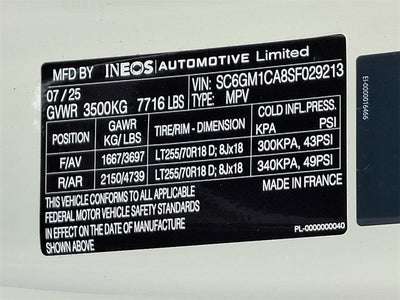 MFD BY INEOS AUTOMOTIVE Limited
07 / 25 VIN: SC6GM1CA8SF029213
GVWR 3500KG 7716 LBS TYPE: MPV
POSITION GAWR KG/ LBS TIRE/RIM - DIMENSION COLD INFL. PRESS. KPA PSI
F/AV 1667/3697 LT255/70R18 D; 8Jx18 300KPA, 43PSI
R/AR 2150/4739 LT255/70R18 D; 8Jx18 340KPA, 49PSI
THIS VEHICLE CONFORMS TO ALL APPLICABLE MADE IN FRANCE
FEDERAL MOTOR VEHICLE SAFETY STANDARDS
IN EFFECT ON THE DATE OF MANUFACTURE
SHOWN ABOVE PL-0000000040
EI-0000016466